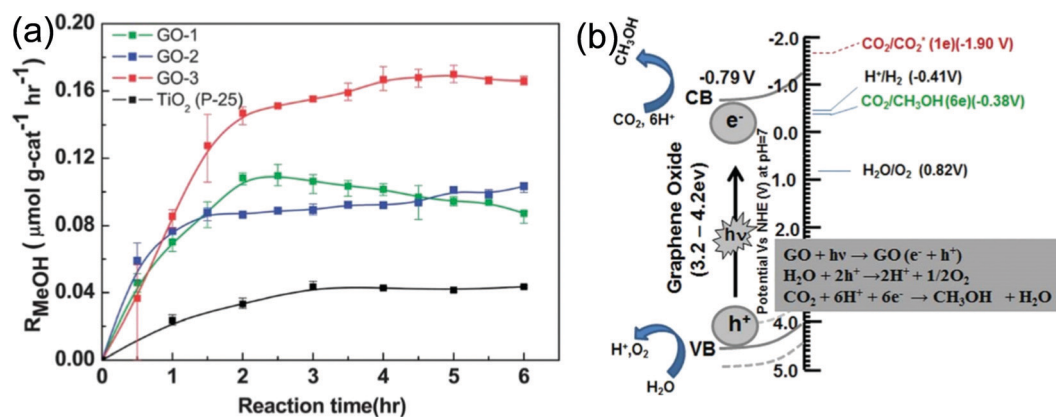 (a)
0.20
0.16
0.12
0.08
0.04
0.00
R_MeOH ( μmol g-cat⁻¹ hr⁻¹)
GO-1
GO-2
GO-3
TiO₂ (P-25)
0 1 2 3 4 5 6
Reaction time(hr)
(b)
CH₃OH
CO₂, 6H⁺
-0.79 V
CB
e⁻
Graphene Oxide
(3.2 – 4.2ev)
hν
h⁺
VB
H⁺,O₂
H₂O
Potential Vs NHE (V) at pH=7
-2.0
-1.0
0.0
1.0
2.0
4.0
5.0
CO₂/CO₂* (1e)(-1.90 V)
H⁺/H₂ (-0.41V)
CO₂/CH₃OH (6e)(-0.38V)
H₂O/O₂ (0.82V)
GO + hν → GO (e⁻ + h⁺)
H₂O + 2h⁺ →2H⁺ + 1/2O₂
CO₂ + 6H⁺ + 6e⁻ → CH₃OH + H₂O